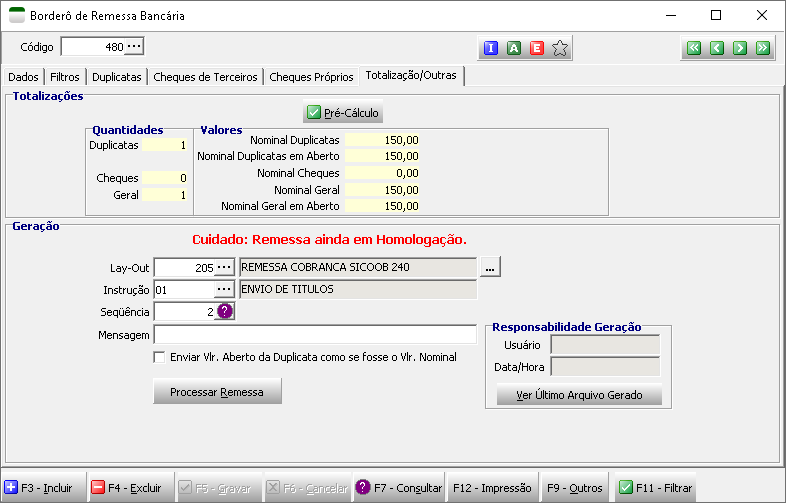 Borderô de Remessa Bancária
Código 480 ...
I A E
Dados Filtros Duplicatas Cheques de Terceiros Cheques Próprios Totalização/Outras
Totalizações
Pré-Cálculo
Quantidades
Duplicatas 1
Cheques 0
Geral 1
Valores
Nominal Duplicatas 150,00
Nominal Duplicatas em Aberto 150,00
Nominal Cheques 0,00
Nominal Geral 150,00
Nominal Geral em Aberto 150,00
Geração
Cuidado: Remessa ainda em Homologação.
Lay-Out 205 ... REMESSA COBRANCA SICOOB 240 ...
Instrução 01 ... ENVIO DE TITULOS
Seqüência 2 ?
Mensagem
Enviar Vlr. Aberto da Duplicata como se fosse o Vlr. Nominal
Processar Remessa
Responsabilidade Geração
Usuário
Data/Hora
Ver Último Arquivo Gerado
F3 - Incluir F4 - Excluir F5 - Gravar F6 - Cancelar ? F7 - Consultar F12 - Impressão F9 - Outros F11 - Filtrar